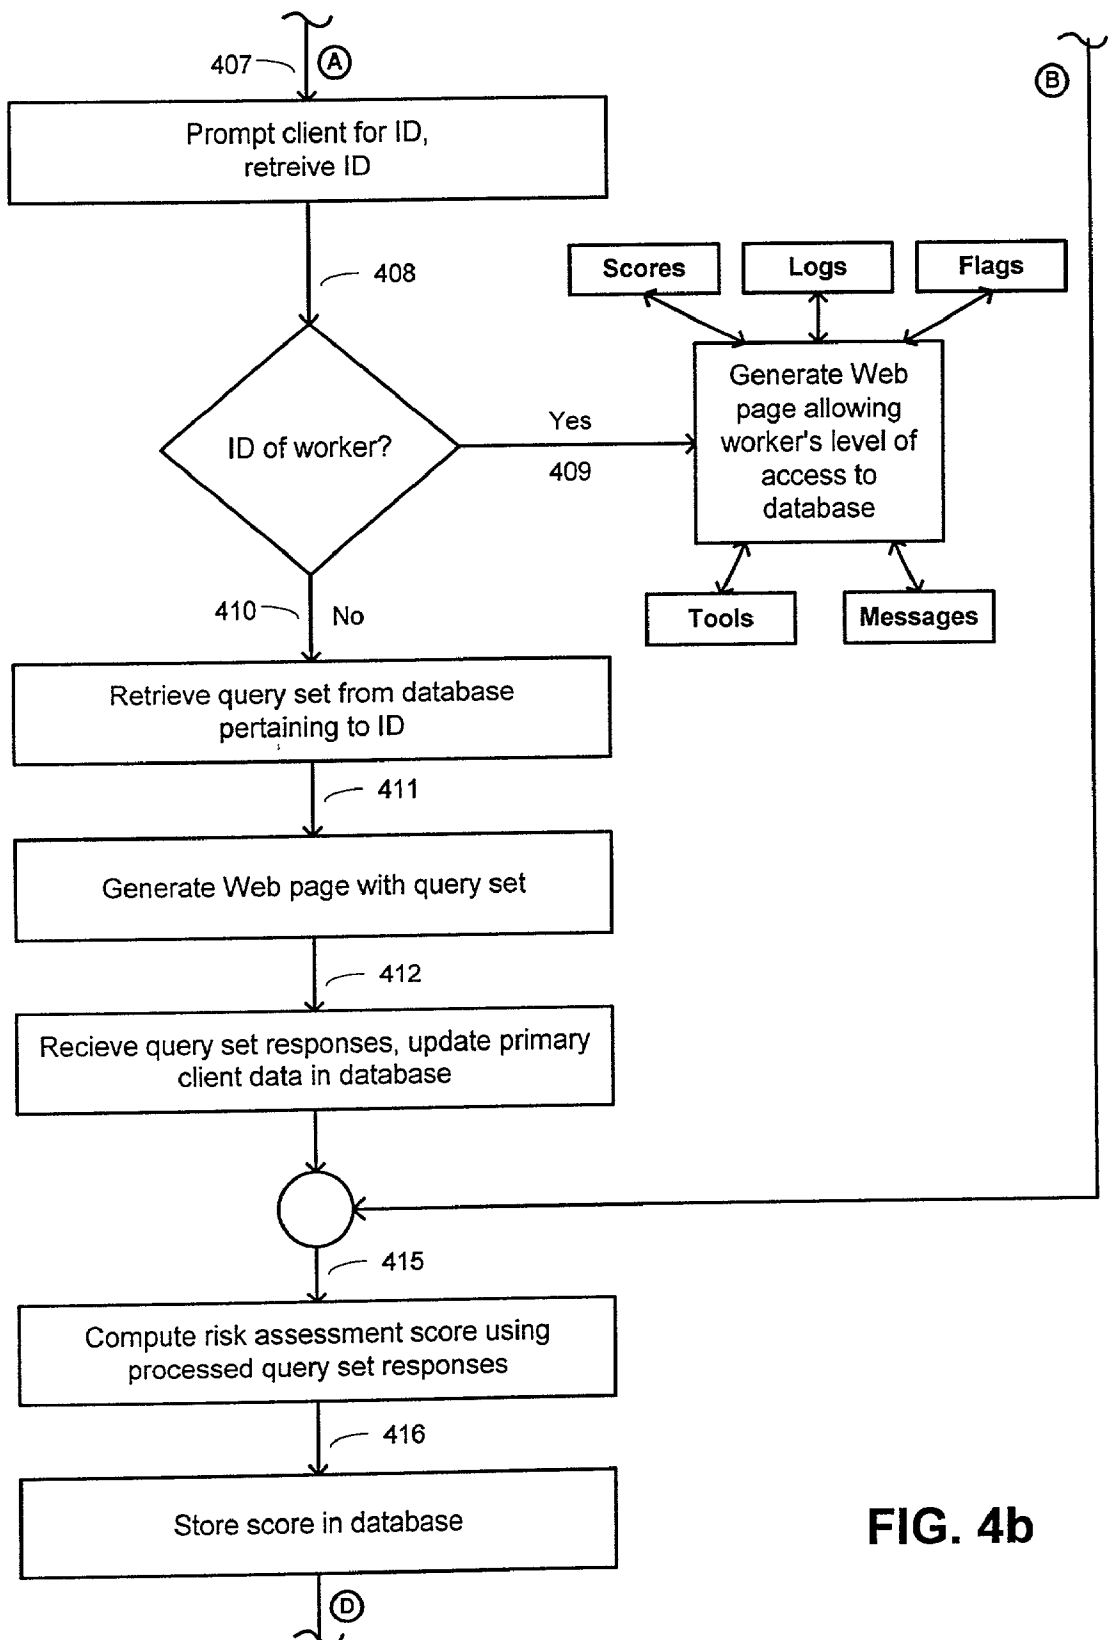 407
A
B
Prompt client for ID,
retreive ID
408
Scores
Logs
Flags
Generate Web
page allowing
worker's level of
access to
database
ID of worker?
Yes
409
Tools
Messages
410
No
Retrieve query set from database
pertaining to ID
411
Generate Web page with query set
412
Recieve query set responses, update primary
client data in database
415
Compute risk assessment score using
processed query set responses
416
Store score in database
FIG. 4b
D